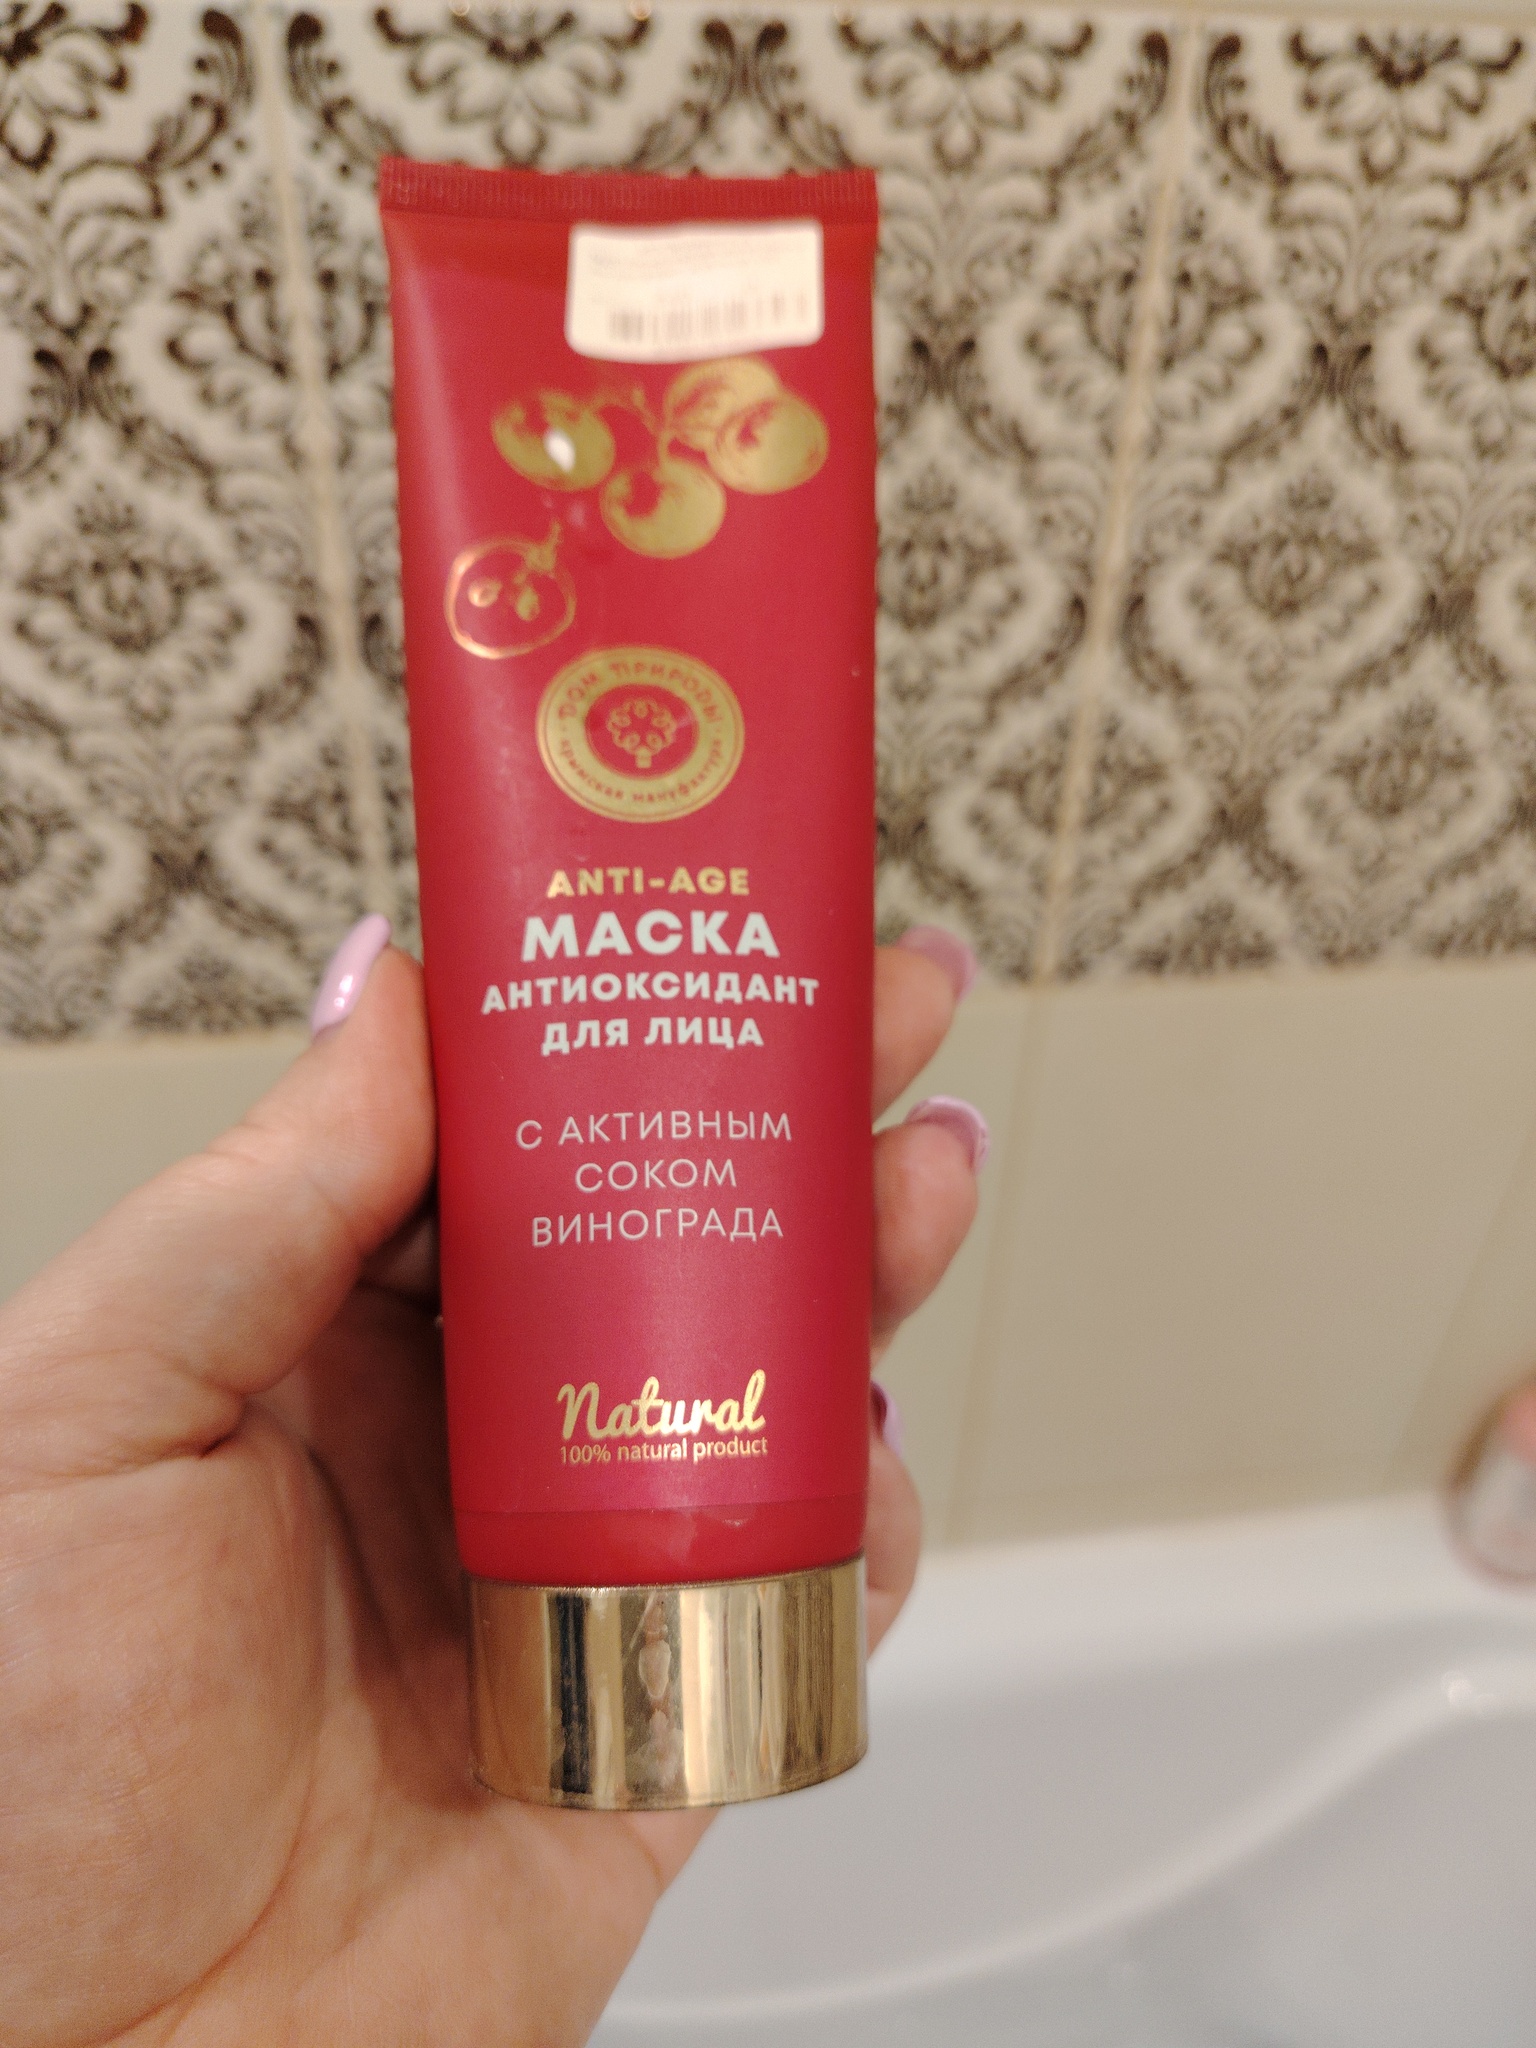 ДОМ ПРИРОДЫ
крымская мануфактура
ANTI-AGE
МАСКА
АНТИОКСИДАНТ
ДЛЯ ЛИЦА
С АКТИВНЫМ
СОКОМ
ВИНОГРАДА
Natural
100% natural product